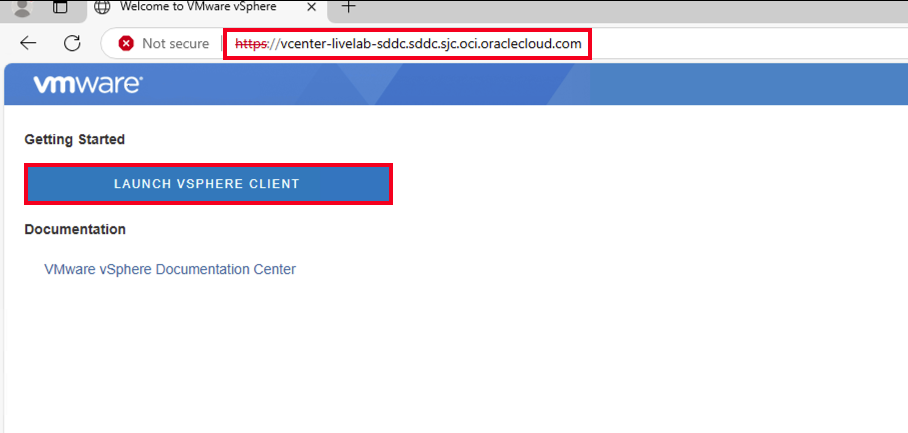 Welcome to VMware vSphere
Not secure https://vcenter-livelab-sddc.sddc.sjc.oci.oraclecloud.com
vmware®
Getting Started
LAUNCH VSPHERE CLIENT
Documentation
VMware vSphere Documentation Center